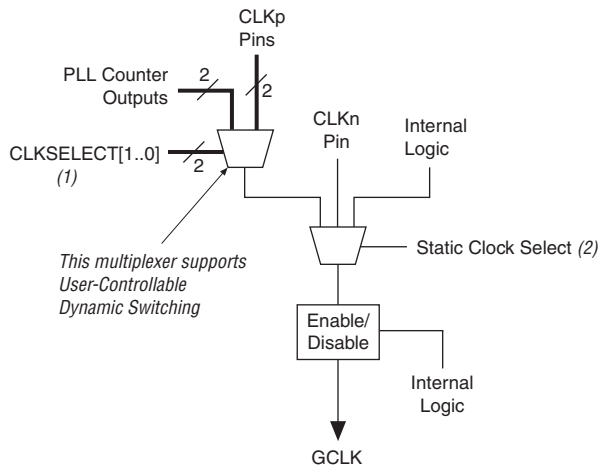 CLKp
Pins
PLL Counter
Outputs
2
2
CLKn
Pin
Internal
Logic
CLKSELECT[1..0]
(1)
2
This multiplexer supports
User-Controllable
Dynamic Switching
Static Clock Select (2)
Enable/
Disable
Internal
Logic
GCLK